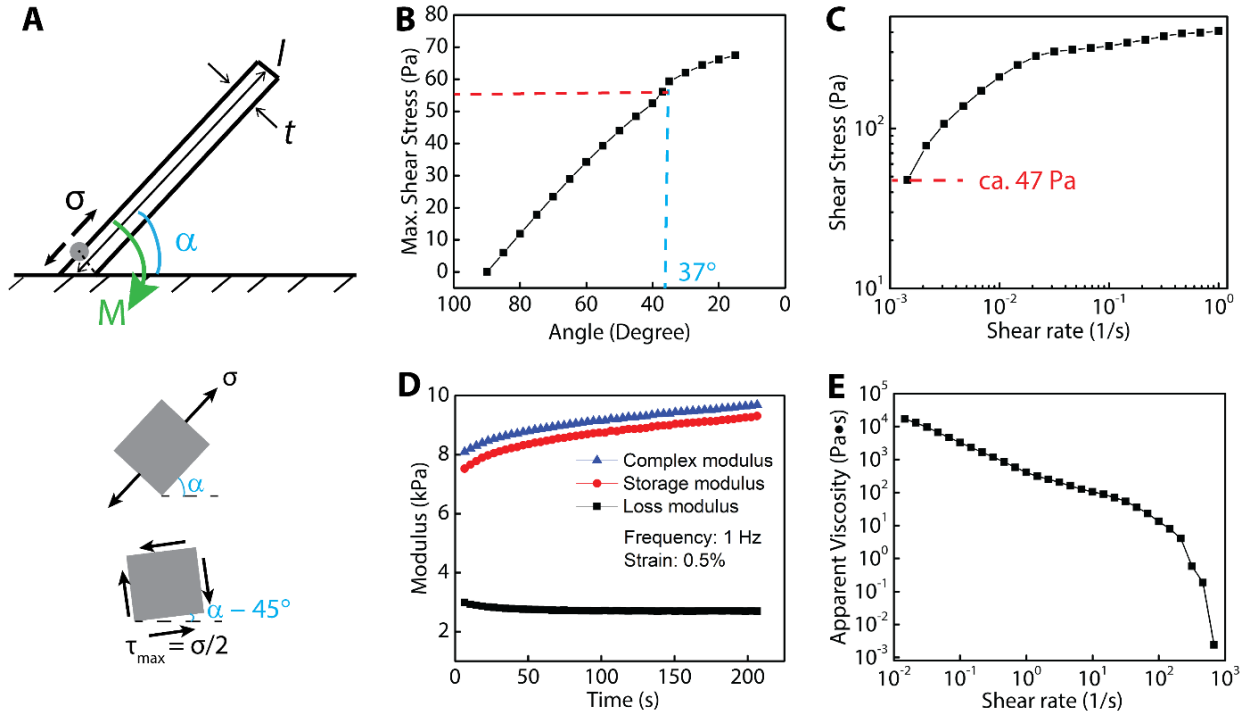 A
l
t
σ
α
M
σ
α
α – 45°
τmax = σ/2
B
Max. Shear Stress (Pa)
80
70
60
50
40
30
20
10
0
37°
100 80 60 40 20 0
Angle (Degree)
C
Shear Stress (Pa)
10²
10¹
ca. 47 Pa
10⁻³ 10⁻² 10⁻¹ 10⁰
Shear rate (1/s)
D
Modulus (kPa)
10
8
6
4
2
Complex modulus
Storage modulus
Loss modulus
Frequency: 1 Hz
Strain: 0.5%
0 50 100 150 200
Time (s)
E
Apparent Viscosity (Pa•s)
10⁵
10⁴
10³
10²
10¹
10⁰
10⁻¹
10⁻²
10⁻³
10⁻² 10⁻¹ 10⁰ 10¹ 10² 10³
Shear rate (1/s)